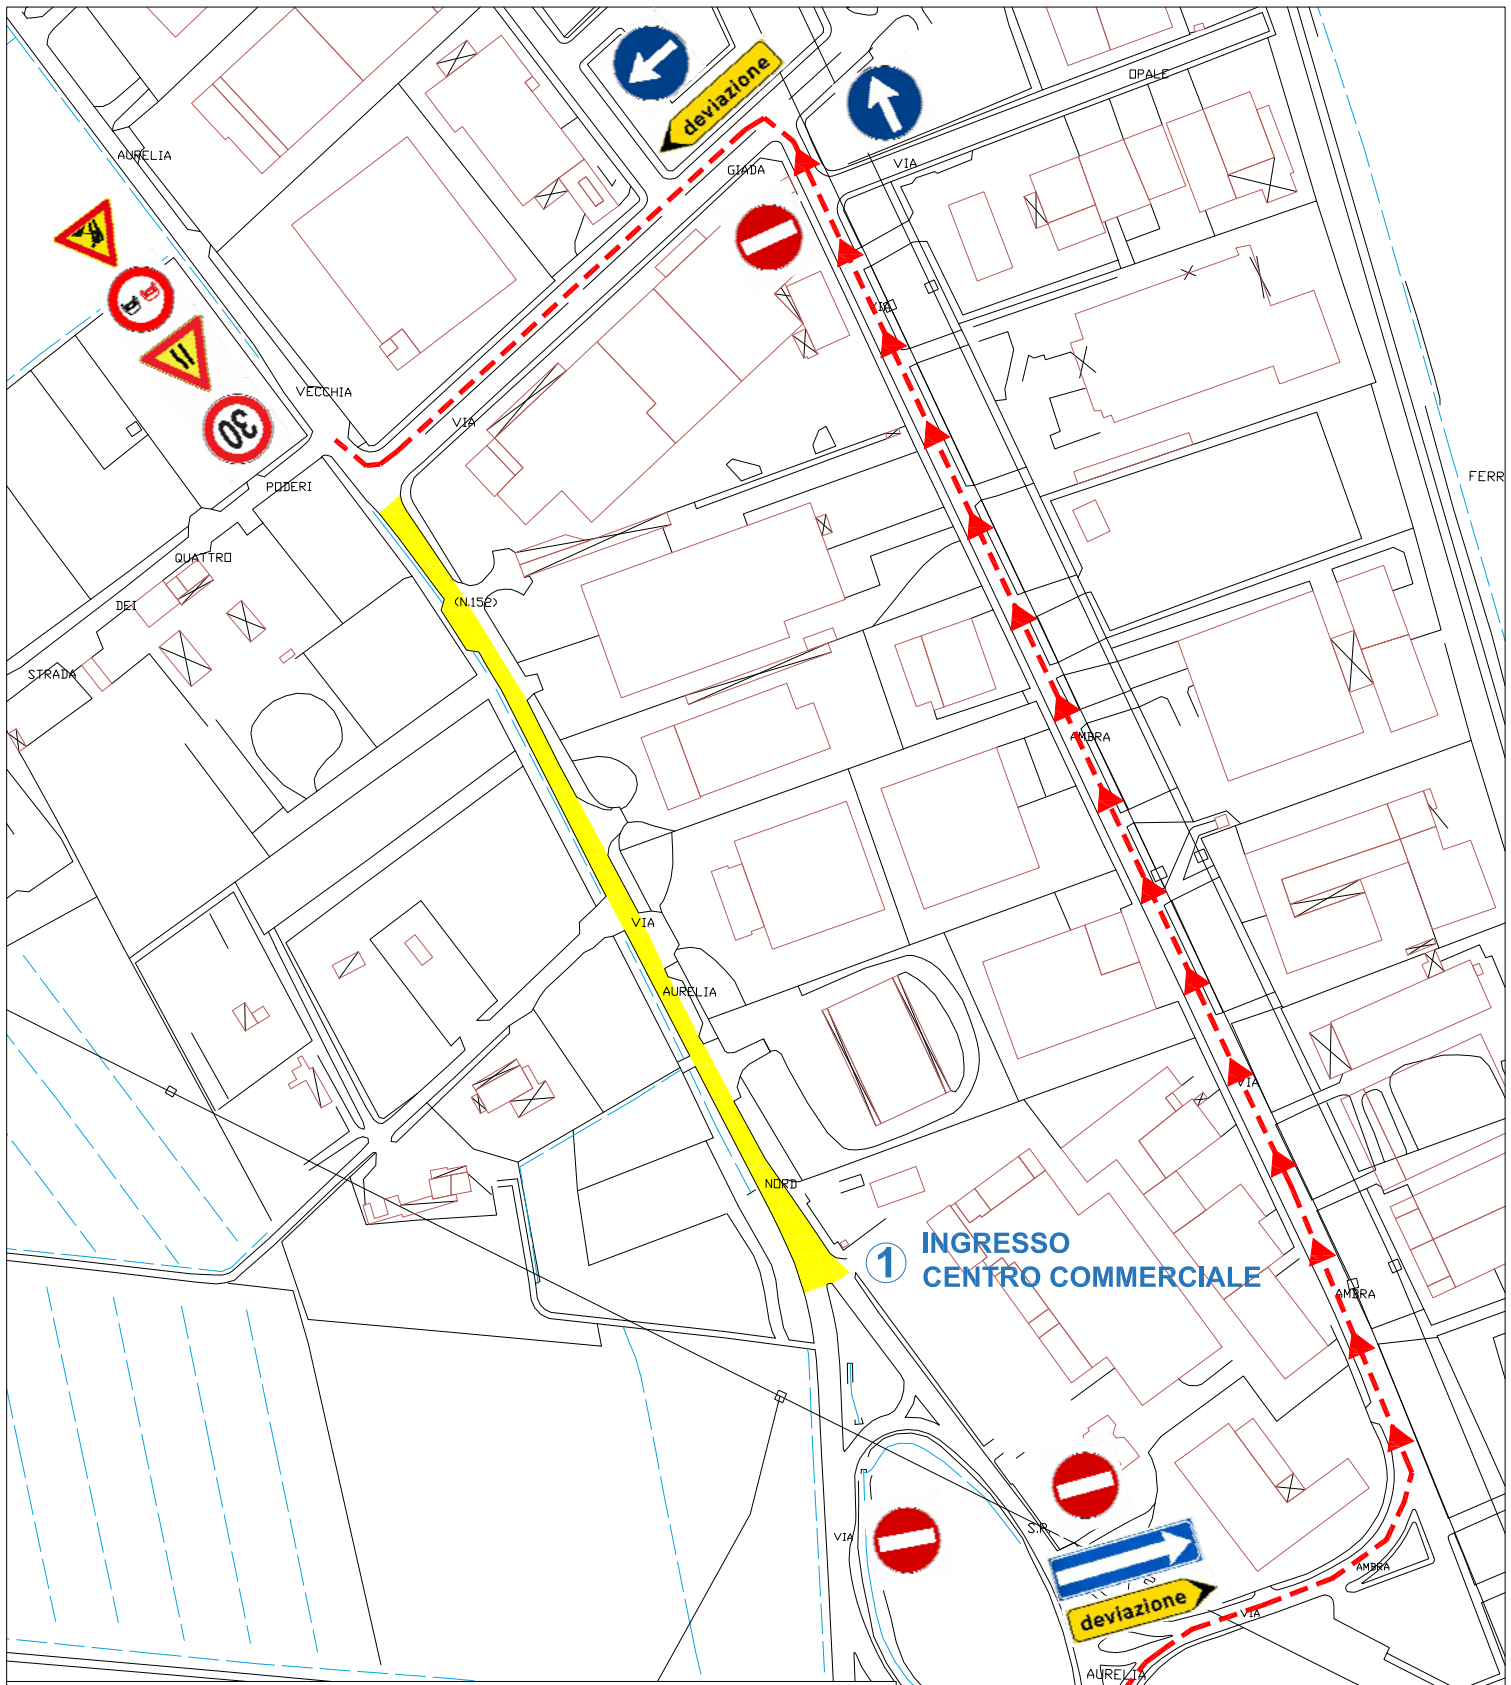 OPALE
deviazione
AURELIA
VIA
GIADA
VECCHIA
VIA
30
PODERI
FERR
QUATTRO
(N.152)
DEI
STRADA
AMBRA
VIA
AURELIA
VIA
NORD
1 INGRESSO
CENTRO COMMERCIALE
AMBRA
S.P.
VIA
AMBRA
deviazione
VIA
AURELIA